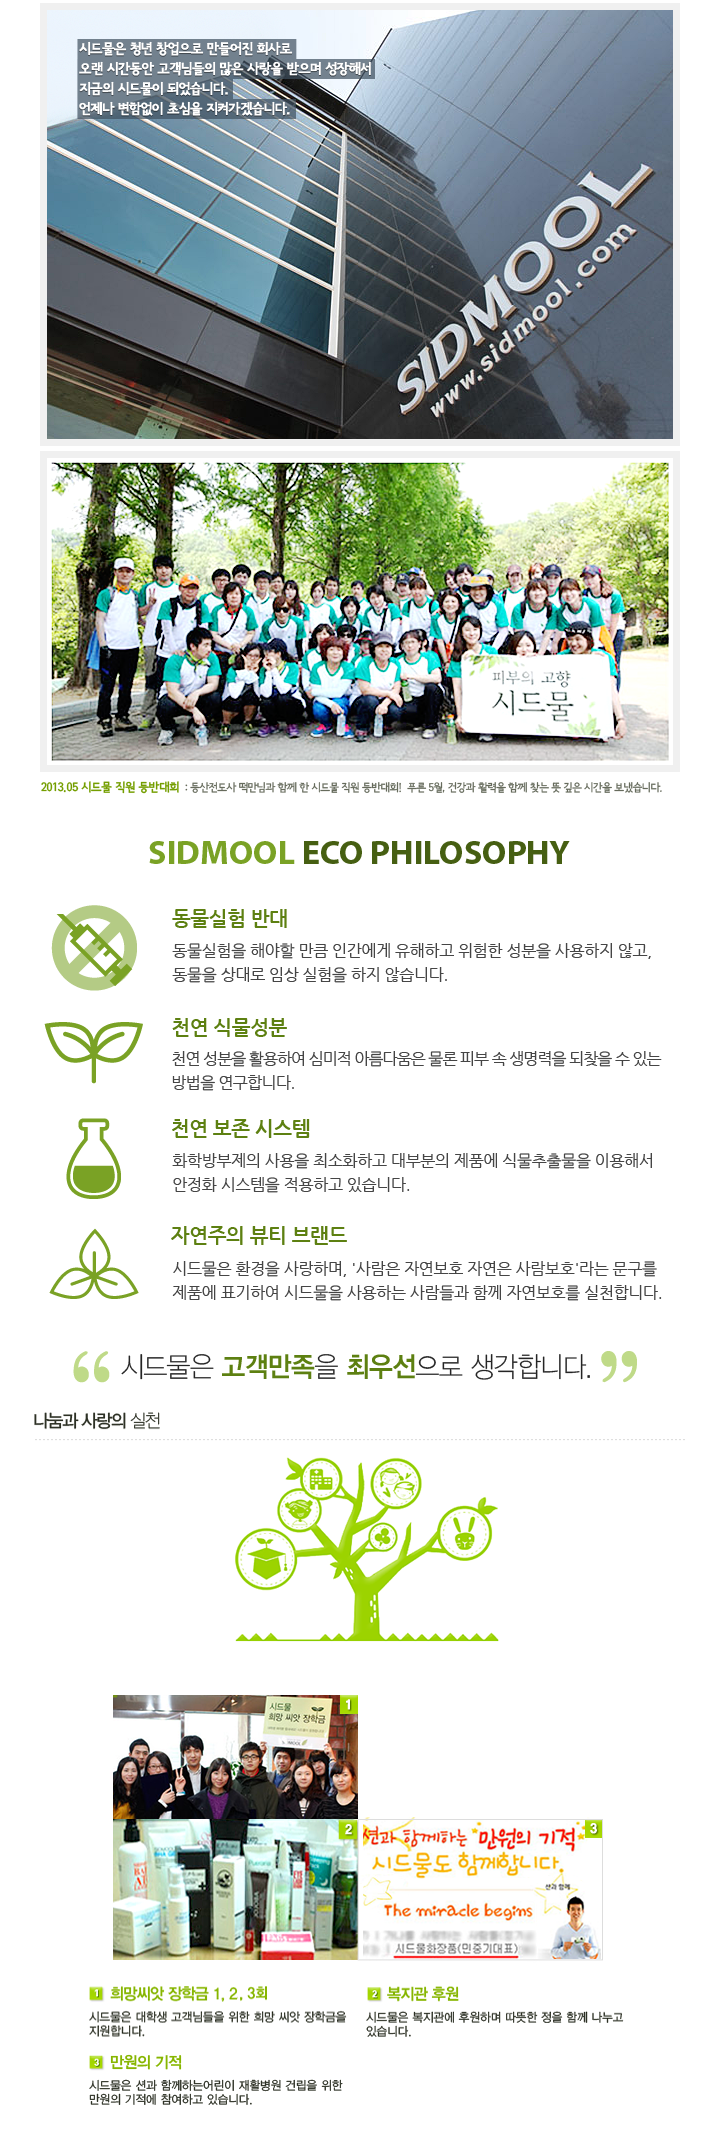 시드물은 청년 창업으로 만들어진 회사로
오랜 시간동안 고객님들의 많은 사랑을 받으며 성장해서
지금의 시드물이 되었습니다.
언제나 변함없이 초심을 지켜가겠습니다.
SIDMOOL
www.sidmool.com
피부의 고향
시드물
2013.05 시드물 직원 등반대회 : 등산전도사 떡만님과 함께 한 시드물 직원 등반대회! 푸른 5월, 건강과 활력을 함께 찾는 뜻 깊은 시간을 보냈습니다.
SIDMOOL ECO PHILOSOPHY
동물실험 반대
동물실험을 해야할 만큼 인간에게 유해하고 위험한 성분을 사용하지 않고,
동물을 상대로 임상 실험을 하지 않습니다.
천연 식물성분
천연 성분을 활용하여 심미적 아름다움은 물론 피부 속 생명력을 되찾을 수 있는
방법을 연구합니다.
천연 보존 시스템
화학방부제의 사용을 최소화하고 대부분의 제품에 식물추출물을 이용해서
안정화 시스템을 적용하고 있습니다.
자연주의 뷰티 브랜드
시드물은 환경을 사랑하며, '사람은 자연보호 자연은 사람보호'라는 문구를
제품에 표기하여 시드물을 사용하는 사람들과 함께 자연보호를 실천합니다.
“ 시드물은 고객만족을 최우선으로 생각합니다. ”
나눔과 사랑의 실천
1
시드물
희망 씨앗 장학금
SIDMOOL
2
3
션과 함께하는 만원의 기적
시드물도 함께합니다.
션과 함께
The miracle begins
시드물화장품(민중기대표)
1 희망씨앗 장학금 1, 2, 3회
시드물은 대학생 고객님들을 위한 희망 씨앗 장학금을
지원합니다.
2 복지관 후원
시드물은 복지관에 후원하며 따뜻한 정을 함께 나누고
있습니다.
3 만원의 기적
시드물은 션과 함께하는어린이 재활병원 건립을 위한
만원의 기적에 참여하고 있습니다.